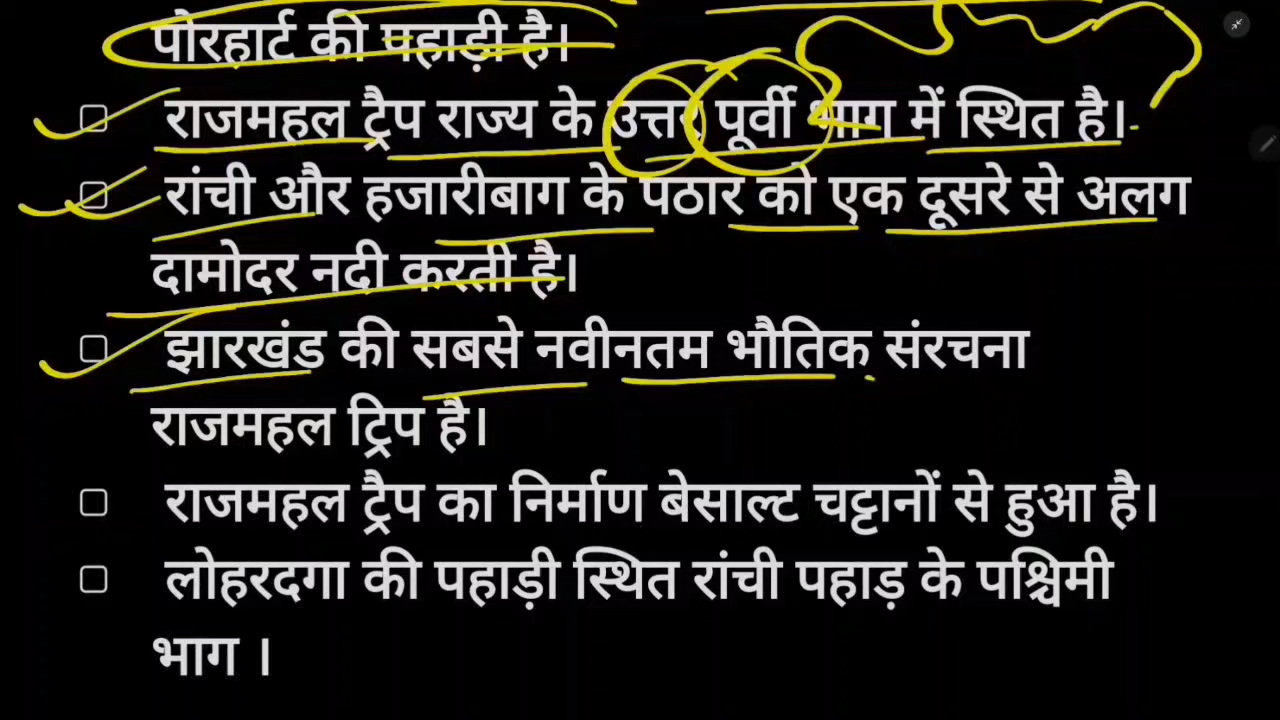 पोरहार्ट की पहाड़ी है।
राजमहल ट्रैप राज्य के उत्तर पूर्वी भाग में स्थित है।
रांची और हजारीबाग के पठार को एक दूसरे से अलग
दामोदर नदी करती है।
झारखंड की सबसे नवीनतम भौतिक संरचना
राजमहल ट्रिप है।
राजमहल ट्रैप का निर्माण बेसाल्ट चट्टानों से हुआ है।
लोहरदगा की पहाड़ी स्थित रांची पहाड़ के पश्चिमी
भाग ।